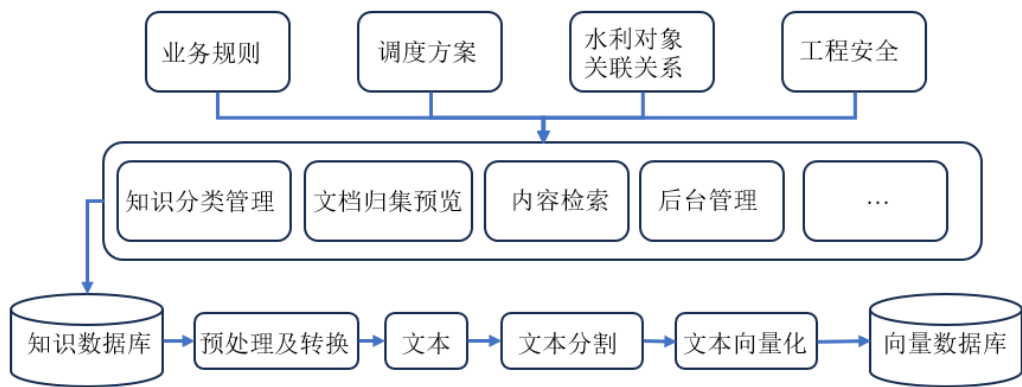 业务规则
调度方案
水利对象
关联关系
工程安全
知识分类管理
文档归集预览
内容检索
后台管理
…
知识数据库
预处理及转换
文本
文本分割
文本向量化
向量数据库